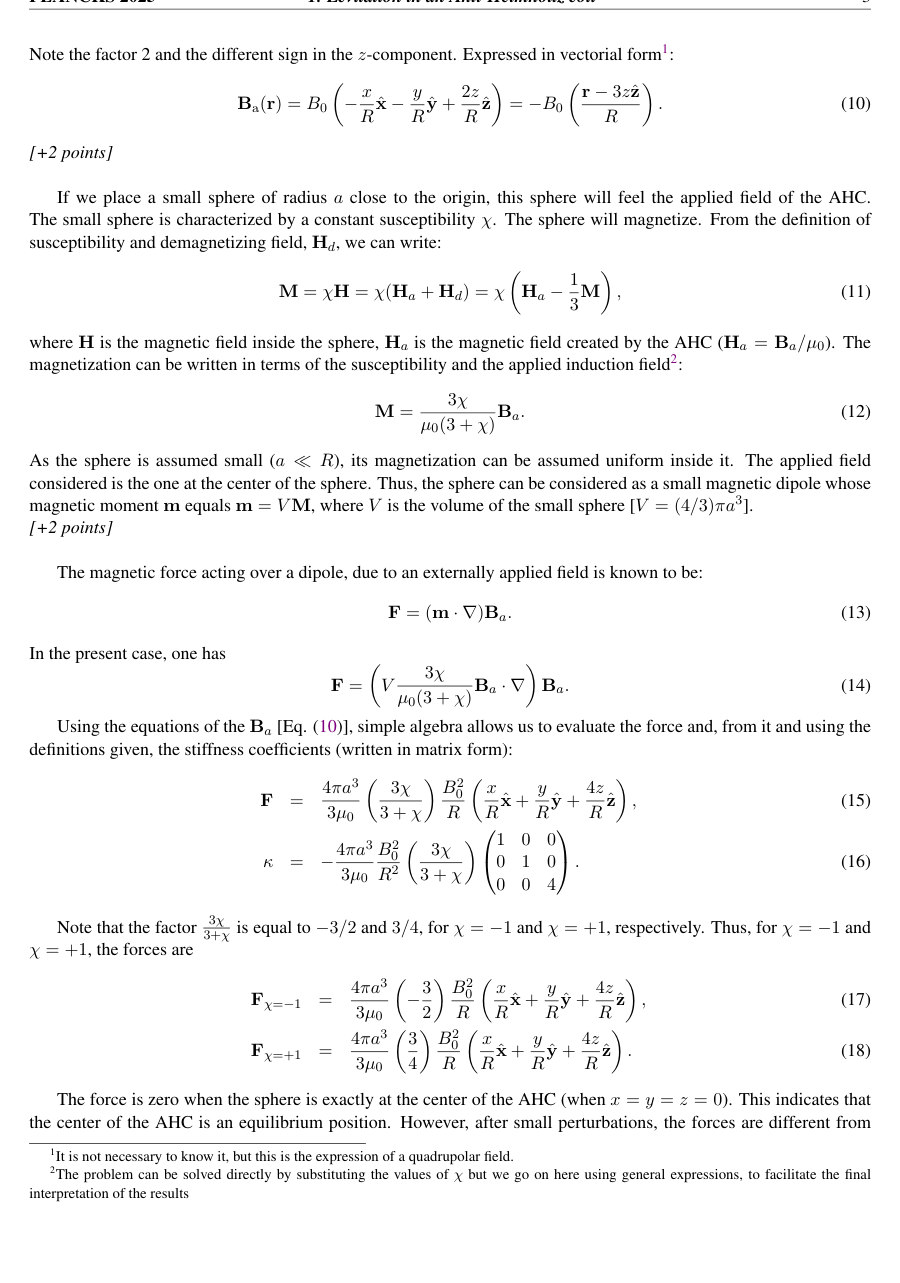 PLANCKS 2023 1. Levitation in an Anti-Helmholtz coil 3
Note the factor 2 and the different sign in the z-component. Expressed in vectorial form¹:
B_a(r) = B_0 ( −x/R x̂ − y/R ŷ + 2z/R ẑ ) = −B_0 ( (r − 3zẑ)/R ) . (10)
[+2 points]
If we place a small sphere of radius a close to the origin, this sphere will feel the applied field of the AHC.
The small sphere is characterized by a constant susceptibility χ. The sphere will magnetize. From the definition of
susceptibility and demagnetizing field, H_d, we can write:
M = χH = χ(H_a + H_d) = χ ( H_a − 1/3 M ) , (11)
where H is the magnetic field inside the sphere, H_a is the magnetic field created by the AHC (H_a = B_a/μ_0). The
magnetization can be written in terms of the susceptibility and the applied induction field²:
M = 3χ/(μ_0(3 + χ)) B_a. (12)
As the sphere is assumed small (a ≪ R), its magnetization can be assumed uniform inside it. The applied field
considered is the one at the center of the sphere. Thus, the sphere can be considered as a small magnetic dipole whose
magnetic moment m equals m = VM, where V is the volume of the small sphere [V = (4/3)πa³].
[+2 points]
The magnetic force acting over a dipole, due to an externally applied field is known to be:
F = (m · ∇)B_a. (13)
In the present case, one has
F = ( V 3χ/(μ_0(3 + χ)) B_a · ∇ ) B_a. (14)
Using the equations of the B_a [Eq. (10)], simple algebra allows us to evaluate the force and, from it and using the
definitions given, the stiffness coefficients (written in matrix form):
F = 4πa³/3μ_0 ( 3χ/(3 + χ) ) B_0²/R ( x/R x̂ + y/R ŷ + 4z/R ẑ ) , (15)
κ = − 4πa³/3μ_0 B_0²/R² ( 3χ/(3 + χ) ) ( 1 0 0 0 1 0 0 0 4 ) . (16)
Note that the factor 3χ/(3+χ) is equal to −3/2 and 3/4, for χ = −1 and χ = +1, respectively. Thus, for χ = −1 and
χ = +1, the forces are
F_χ=−1 = 4πa³/3μ_0 ( −3/2 ) B_0²/R ( x/R x̂ + y/R ŷ + 4z/R ẑ ) , (17)
F_χ=+1 = 4πa³/3μ_0 ( 3/4 ) B_0²/R ( x/R x̂ + y/R ŷ + 4z/R ẑ ) . (18)
The force is zero when the sphere is exactly at the center of the AHC (when x = y = z = 0). This indicates that
the center of the AHC is an equilibrium position. However, after small perturbations, the forces are different from
¹It is not necessary to know it, but this is the expression of a quadrupolar field.
²The problem can be solved directly by substituting the values of χ but we go on here using general expressions, to facilitate the final
interpretation of the results